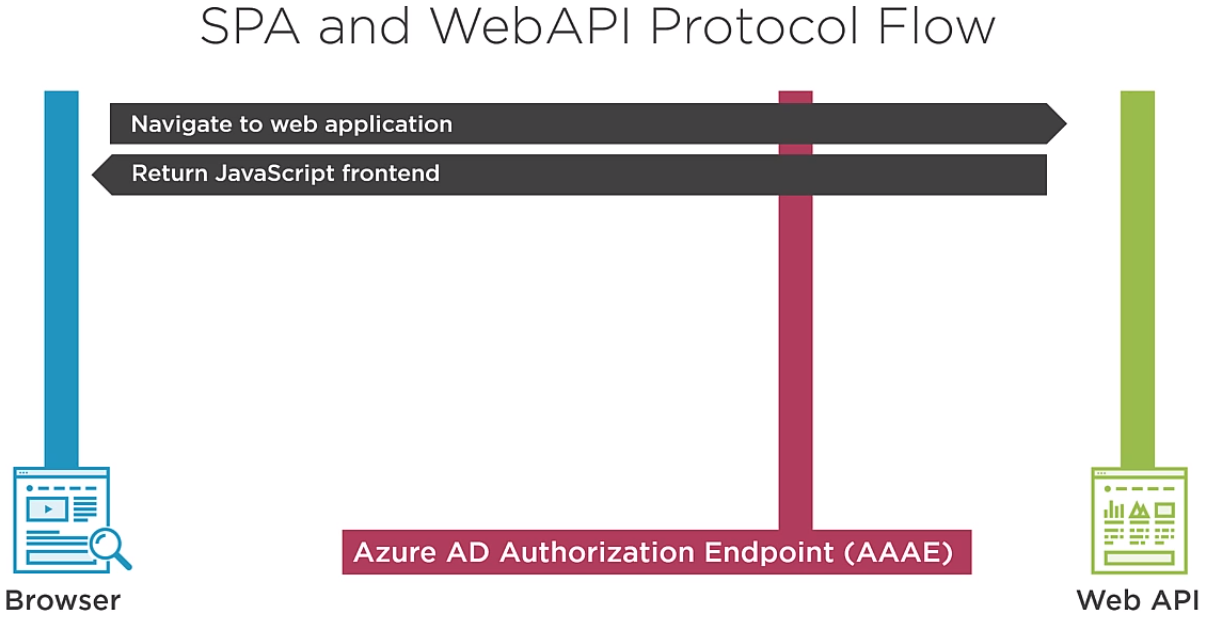 SPA and WebAPI Protocol Flow
Navigate to web application
Return JavaScript frontend
Azure AD Authorization Endpoint (AAAE)
Browser
Web API